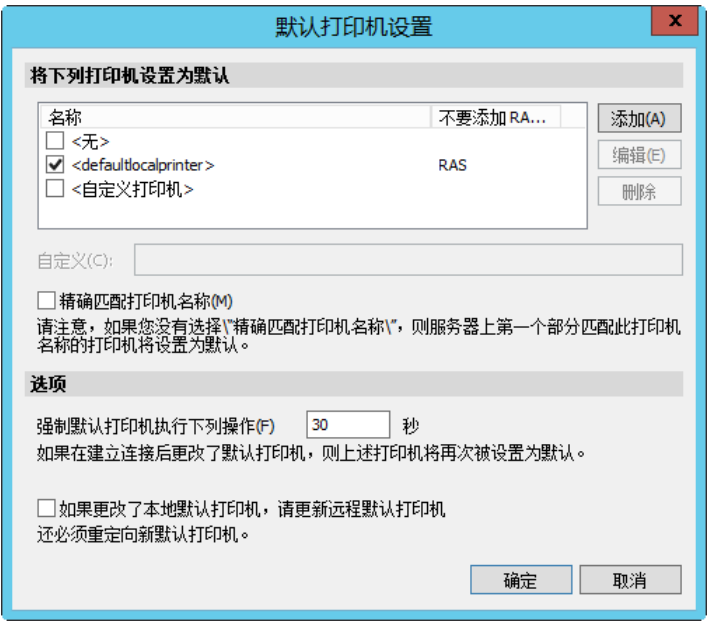 默认打印机设置
x
将下列打印机设置为默认
名称 不要添加 RA...
<无>
<defaultlocalprinter> RAS
<自定义打印机>
添加(A)
编辑(E)
删除
自定义(C):
精确匹配打印机名称(M)
请注意，如果您没有选择\"精确匹配打印机名称\"，则服务器上第一个部分匹配此打印机
名称的打印机将设置为默认。
选项
强制默认打印机执行下列操作(F) 30 秒
如果在建立连接后更改了默认打印机，则上述打印机将再次被设置为默认。
如果更改了本地默认打印机，请更新远程默认打印机
还必须重定向新默认打印机。
确定 取消